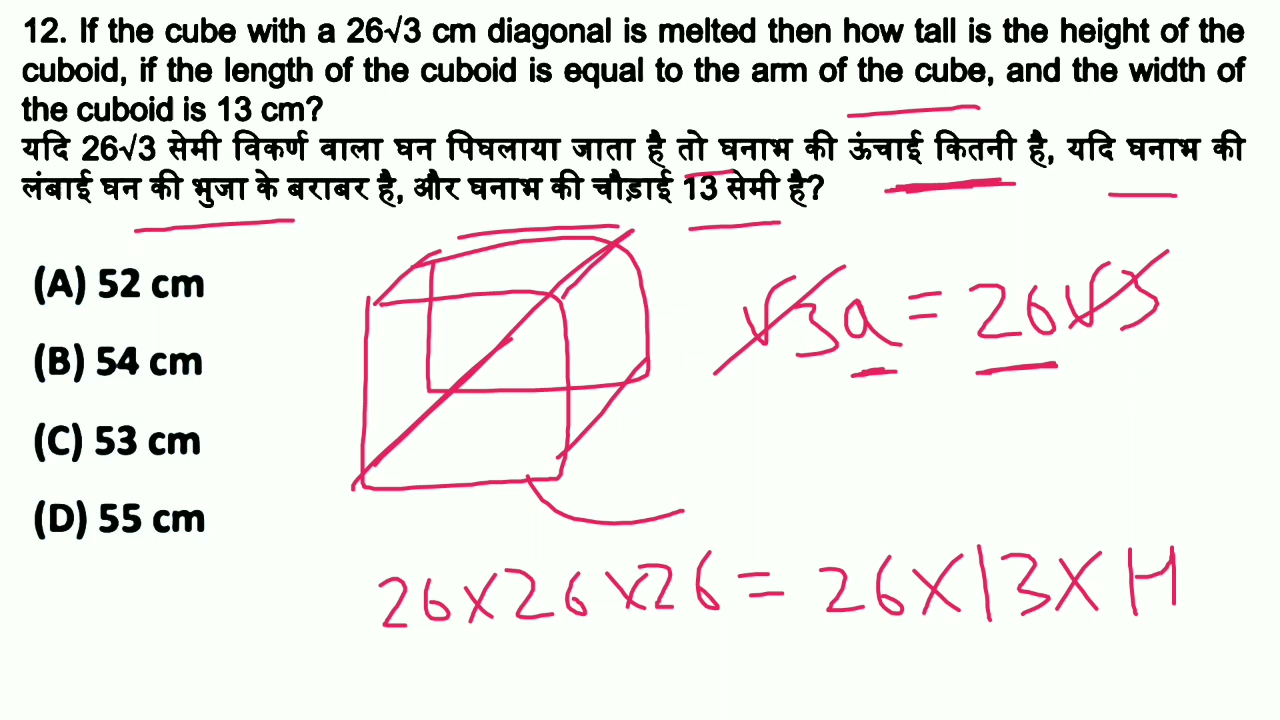 12. If the cube with a 26√3 cm diagonal is melted then how tall is the height of the
cuboid, if the length of the cuboid is equal to the arm of the cube, and the width of
the cuboid is 13 cm?
यदि 26√3 सेमी विकर्ण वाला घन पिघलाया जाता है तो घनाभ की ऊंचाई कितनी है, यदि घनाभ की
लंबाई घन की भुजा के बराबर है, और घनाभ की चौड़ाई 13 सेमी है?
(A) 52 cm
√3a = 26√3
(B) 54 cm
(C) 53 cm
(D) 55 cm
26×26×26 = 26×13×H